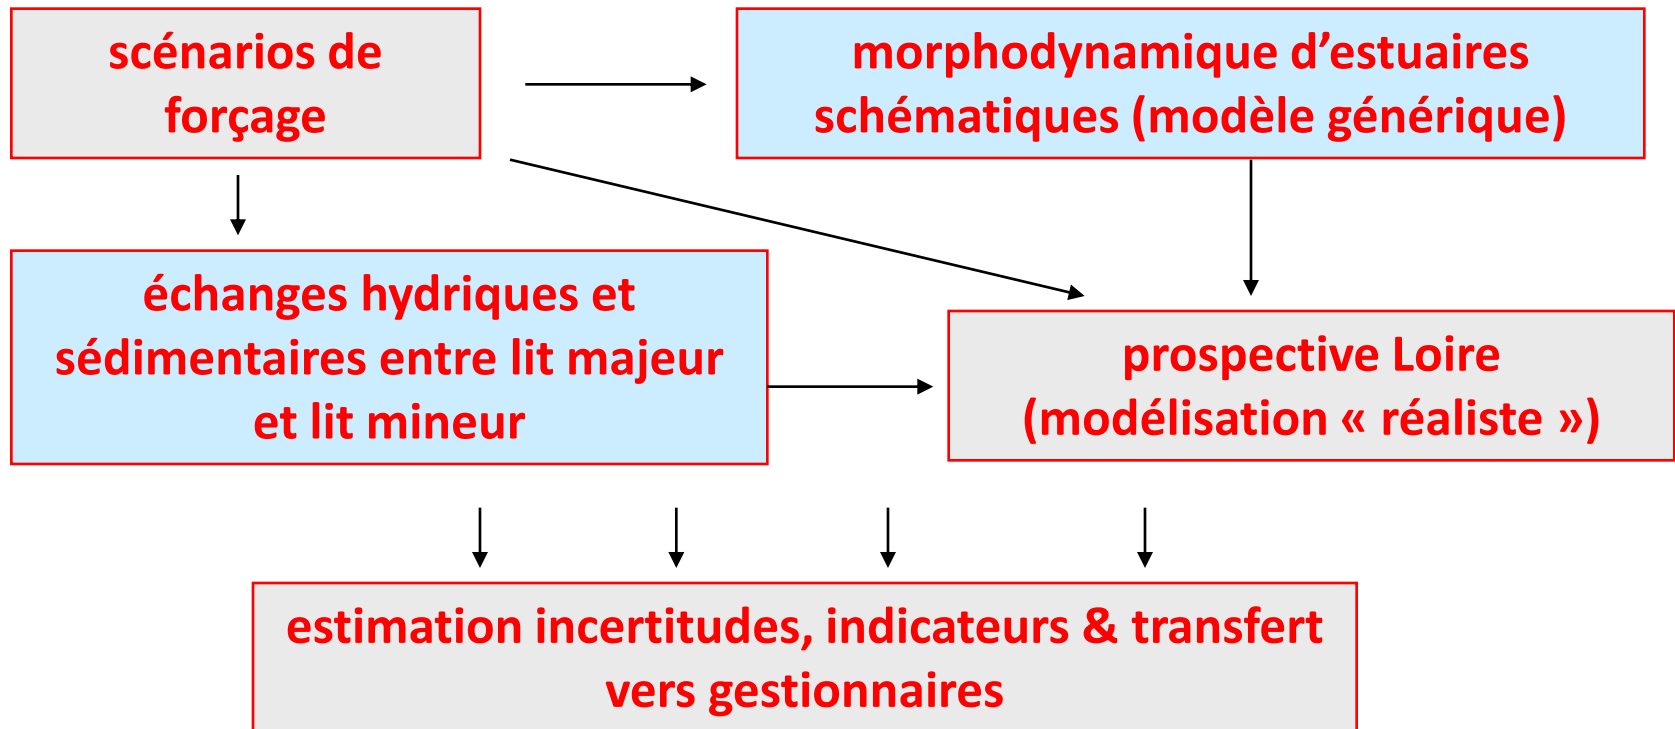 scénarios de
forçage
morphodynamique d’estuaires
schématiques (modèle générique)
échanges hydriques et
sédimentaires entre lit majeur
et lit mineur
prospective Loire
(modélisation « réaliste »)
estimation incertitudes, indicateurs & transfert
vers gestionnaires